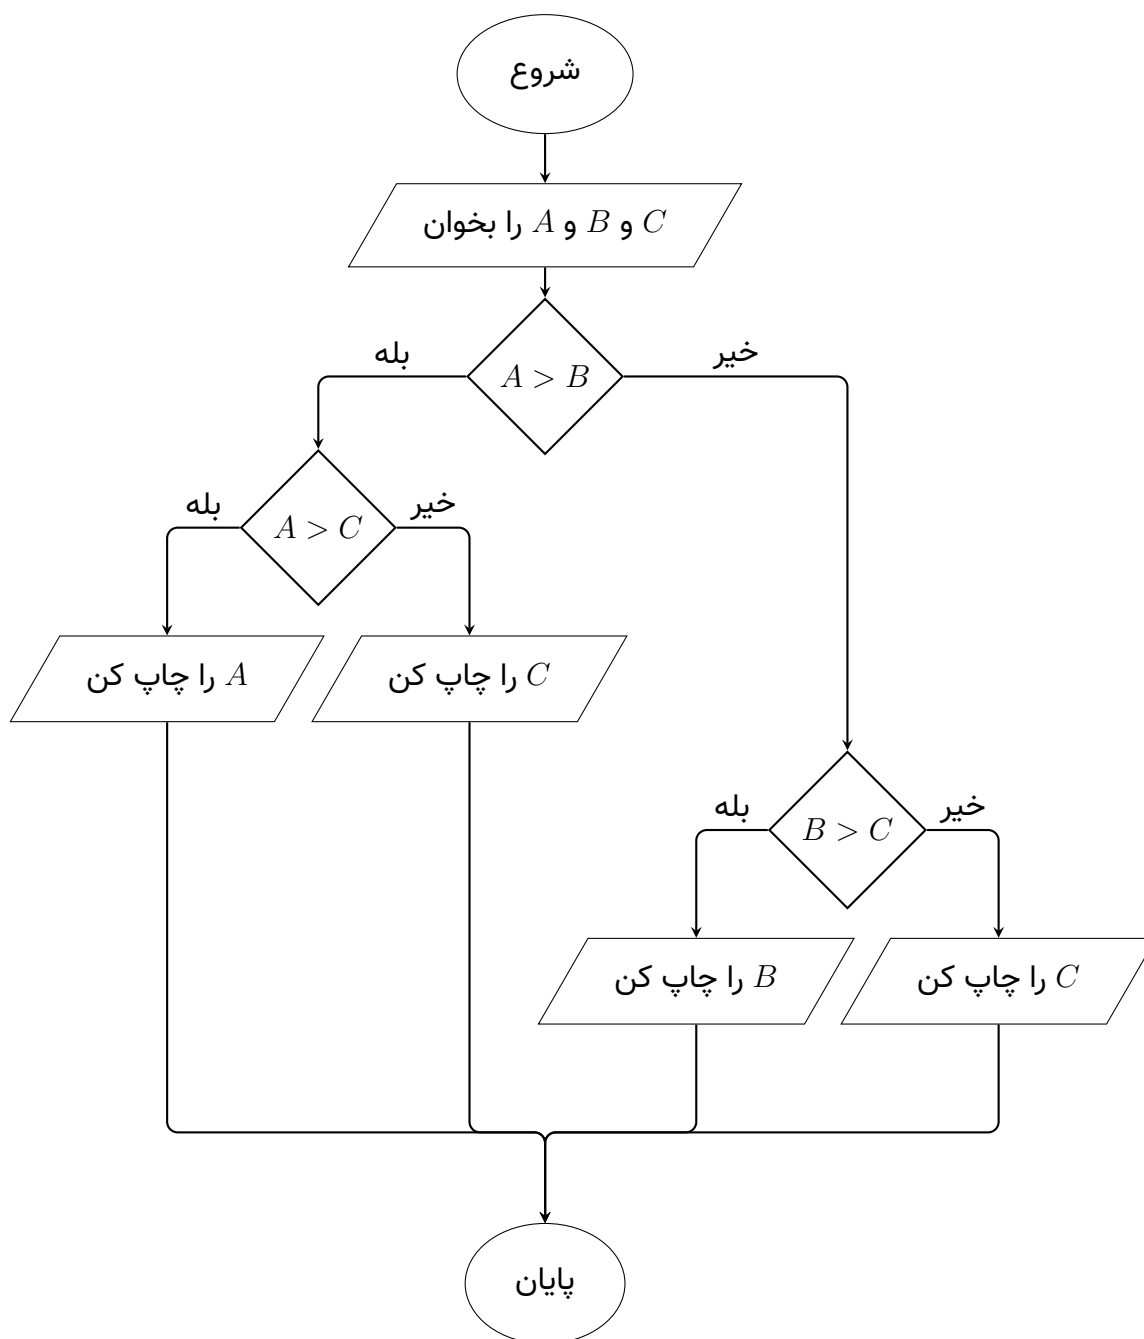 شروع
A و B و C را بخوان
A > B
بله
خیر
A > C
بله
خیر
A را چاپ کن
C را چاپ کن
B > C
بله
خیر
B را چاپ کن
C را چاپ کن
پایان